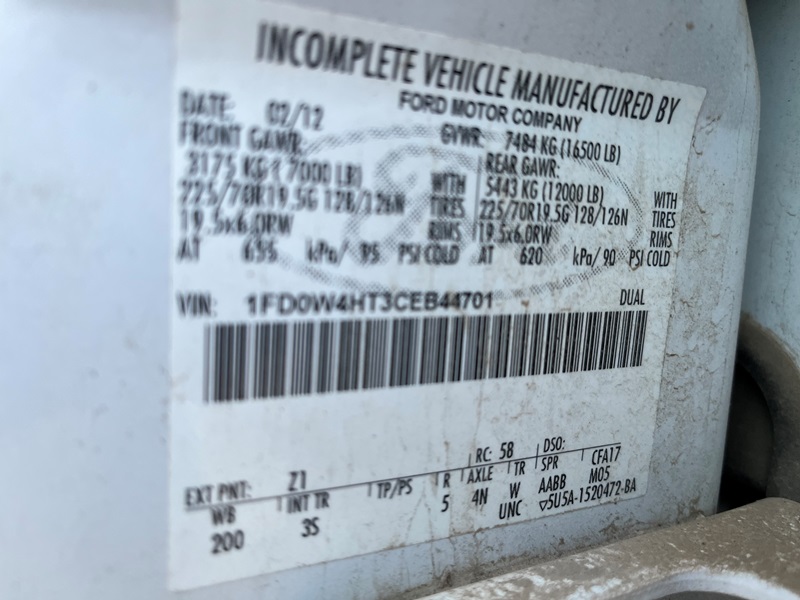 INCOMPLETE VEHICLE MANUFACTURED BY
FORD MOTOR COMPANY
DATE: 02/12 GVWR: 7484 KG (16500 LB)
FRONT GAWR: REAR GAWR:
3175 KG (7000 LB) WITH 5443 KG (12000 LB) WITH
225/70R19.5G 128/126N TIRES 225/70R19.5G 128/126N TIRES
19.5x6.0RW RIMS 19.5x6.0RW RIMS
AT 655 kPa/ 95 PSI COLD AT 620 kPa/ 90 PSI COLD
VIN: 1FD0W4HT3CEB44701 DUAL
EXT PNT: Z1 RC: 58 DSO:
WB INT TR TP/PS R AXLE TR SPR CFA17
200 3S 5 4N W AABB M05
UNC ▽5U5A-1520472-BA